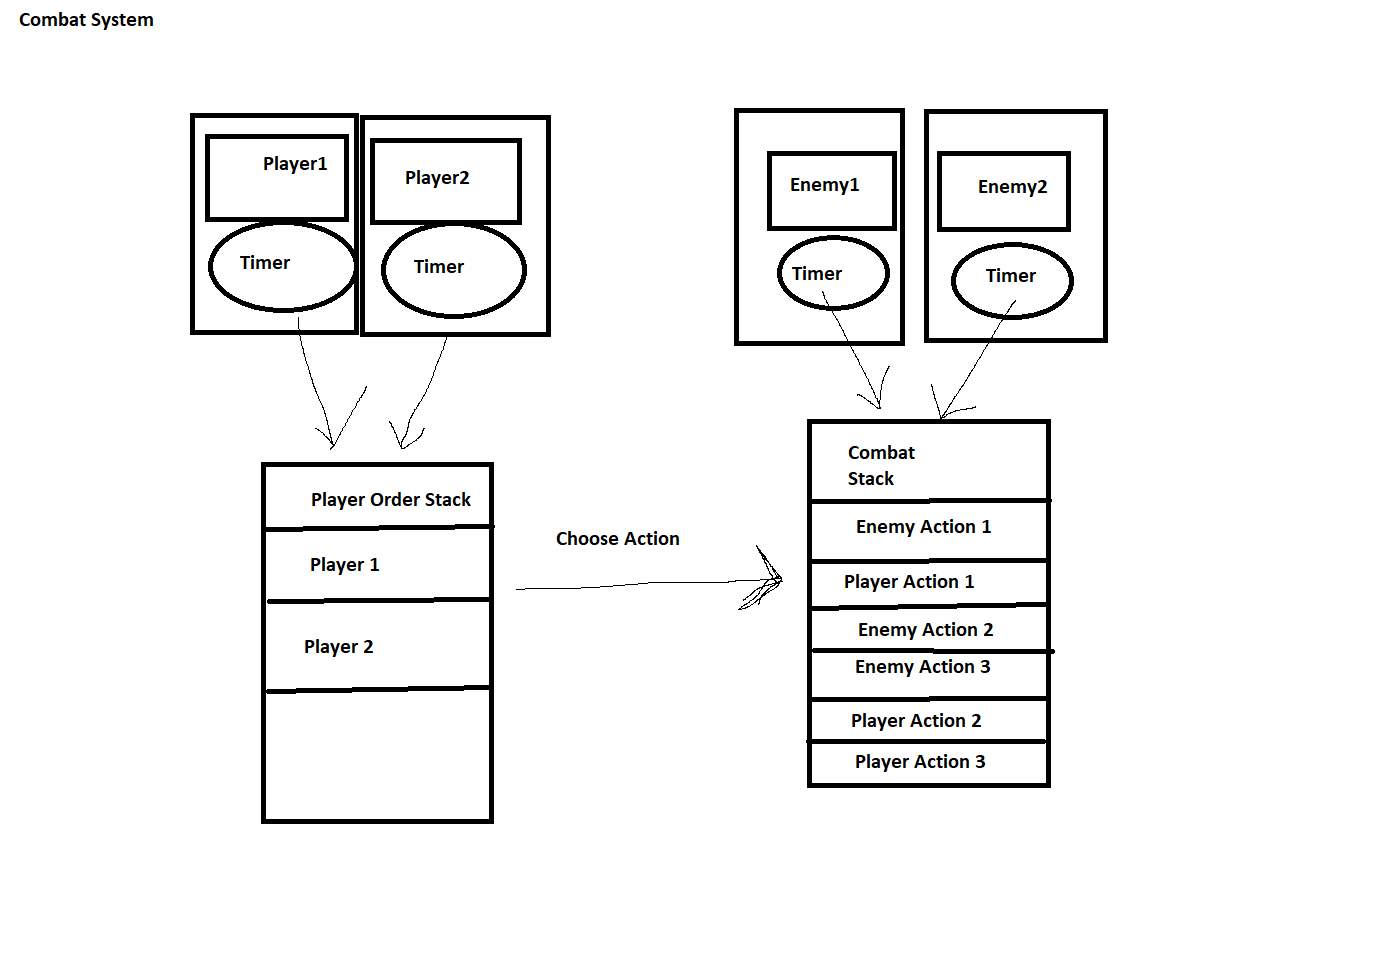 Combat System
Player1
Player2
Enemy1
Enemy2
Timer
Timer
Timer
Timer
Player Order Stack
Player 1
Player 2
Choose Action
Combat
Stack
Enemy Action 1
Player Action 1
Enemy Action 2
Enemy Action 3
Player Action 2
Player Action 3